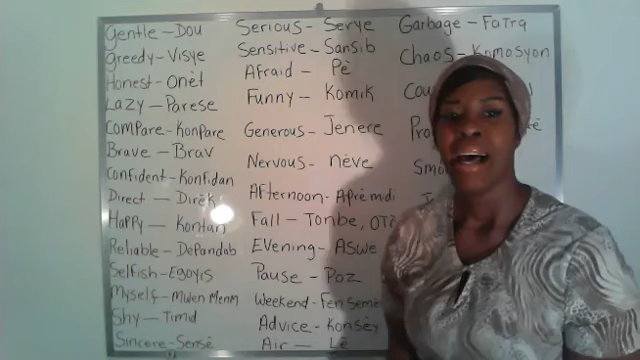 Gentle – Dou
Greedy – Visye
Honest – Onèt
Lazy – Parese
Compare – Konpare
Brave – Brav
Confident – Konfidan
Direct – Dirèk
Happy – Kontan
Reliable – Depandab
Selfish – Egoyis
Myself – Mwen Menm
Shy – Timid
Sincere – Sensè
Serious – Serye
Sensitive – Sansib
Afraid – Pè
Funny – Komik
Generous – Jenere
Nervous – nève
Afternoon – Aprèmidi
Fall – Tonbe,
Evening – Aswe
Pause – Poz
Weekend – Fen
Advice – Konsèy
Air – Lè
Garbage – Fatra
Chaos – Konmosyon